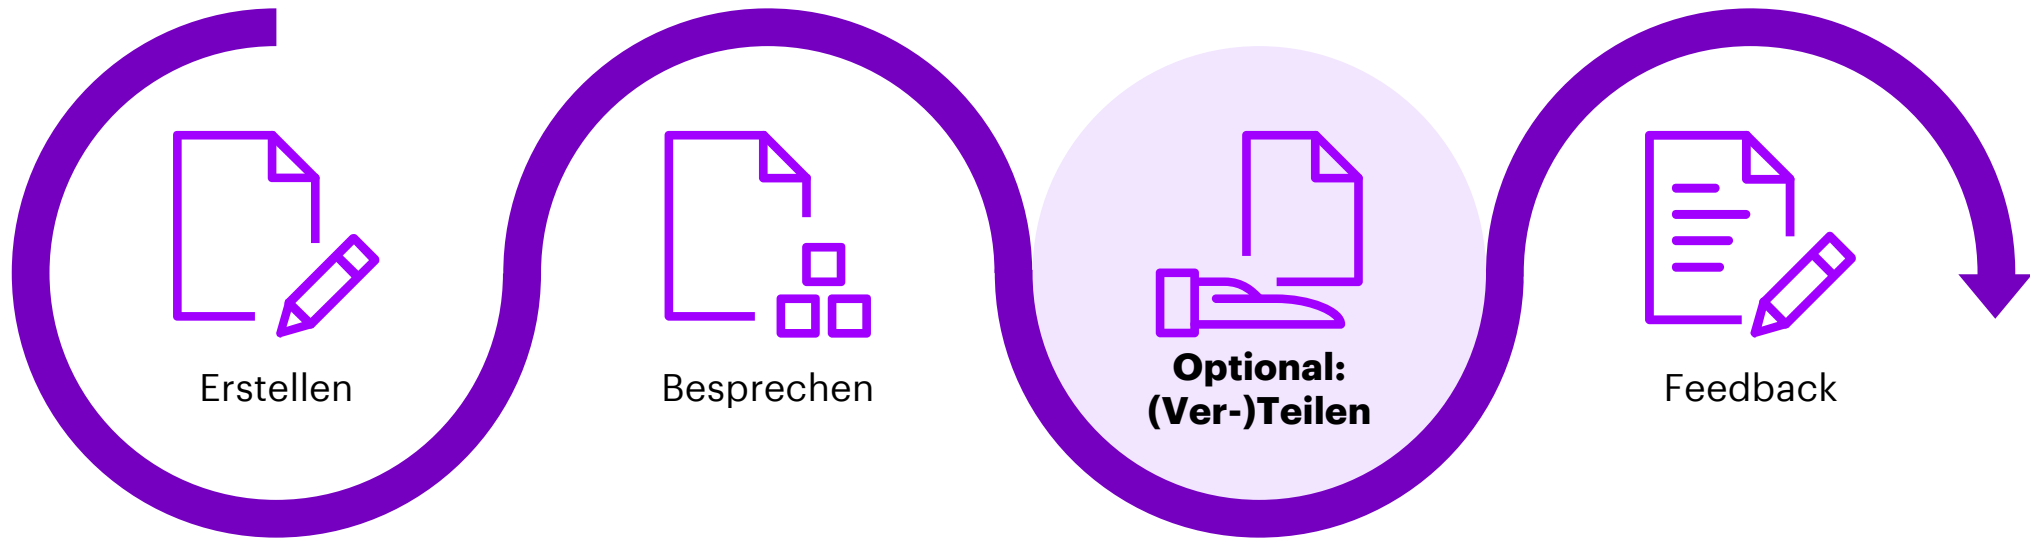 Erstellen
Besprechen
Optional:
(Ver-)Teilen
Feedback